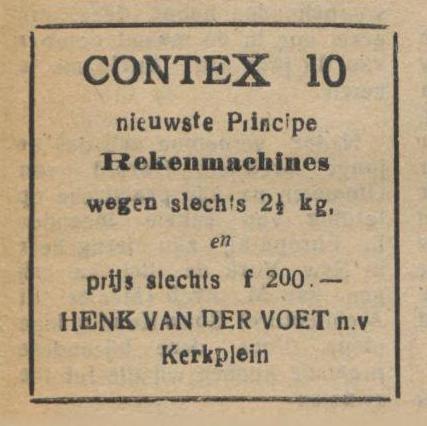 CONTEX 10
nieuwste Principe
Rekenmachines
wegen slechts 2½ kg,
en
prijs slechts f 200.—
HENK VAN DER VOET n.v
Kerkplein